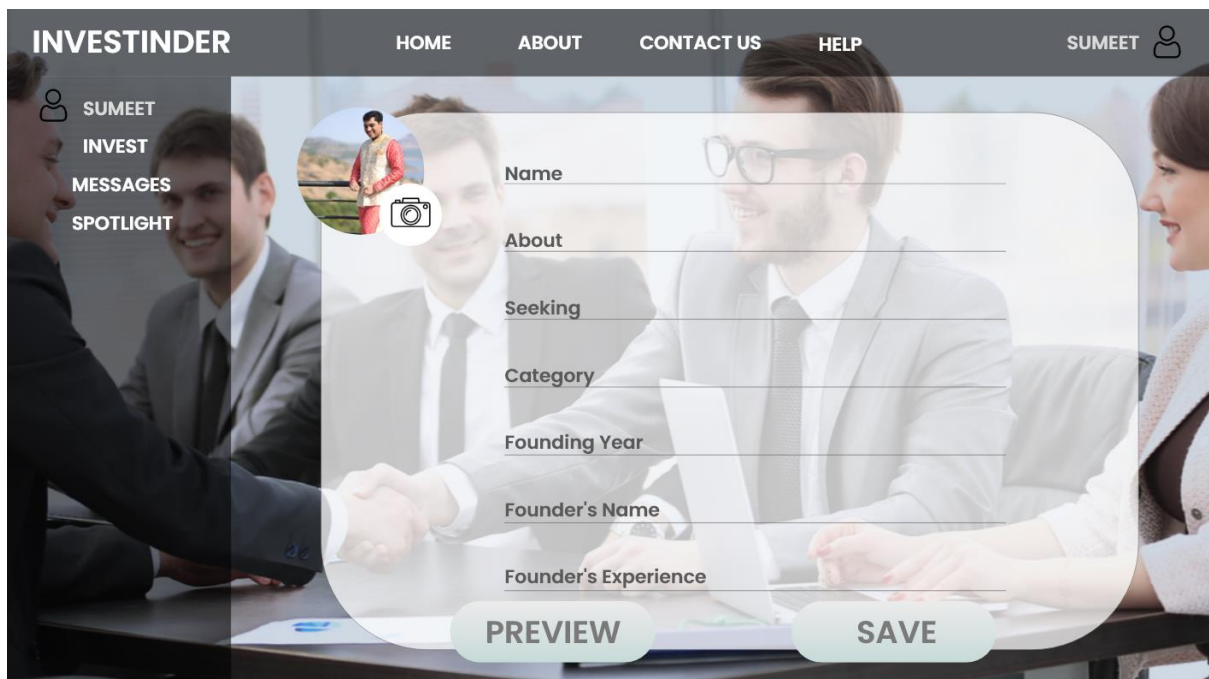 INVESTINDER HOME ABOUT CONTACT US HELP SUMEET
SUMEET
INVEST
MESSAGES
SPOTLIGHT
Name
About
Seeking
Category
Founding Year
Founder's Name
Founder's Experience
PREVIEW SAVE